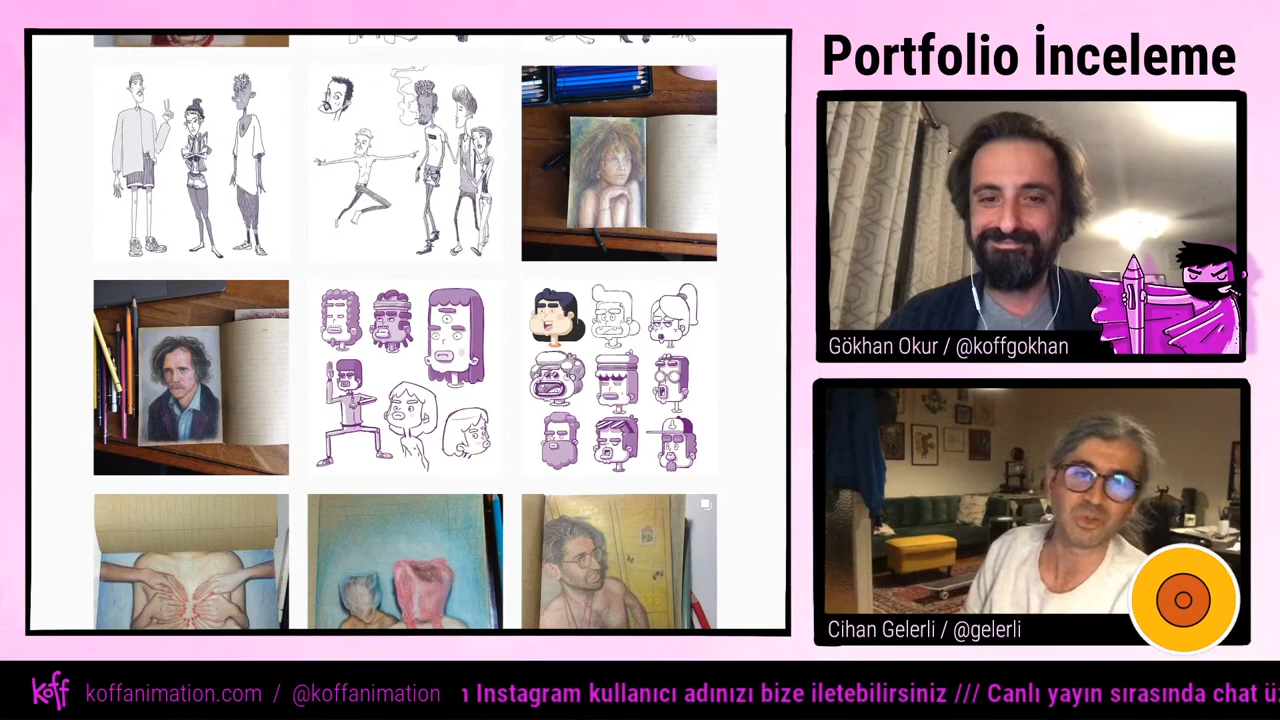 Portfolio İnceleme
Gökhan Okur / @koffgokhan
Cihan Gelerli / @gelerli
koff koffanimation.com / @koffanimation ı Instagram kullanıcı adınızı bize iletebilirsiniz /// Canlı yayın sırasında chat ü